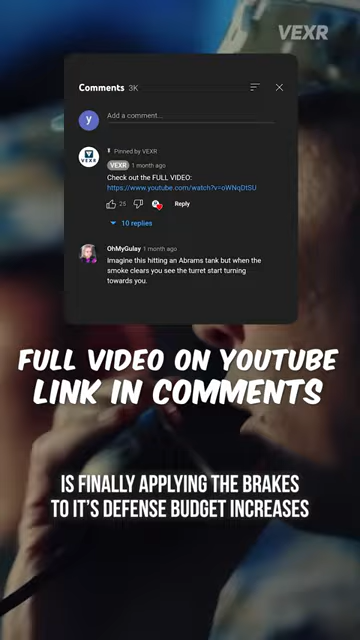 VEXR
Comments 3K
y
Add a comment...
VEXR
Pinned by VEXR
VEXR 1 month ago
Check out the FULL VIDEO:
https://www.youtube.com/watch?v=oWNqDtSU
25 Reply
10 replies
OhMyGulay 1 month ago
Imagine this hitting an Abrams tank but when the
smoke clears you see the turret start turning
towards you.
FULL VIDEO ON YOUTUBE
LINK IN COMMENTS
IS FINALLY APPLYING THE BRAKES
TO IT'S DEFENSE BUDGET INCREASES